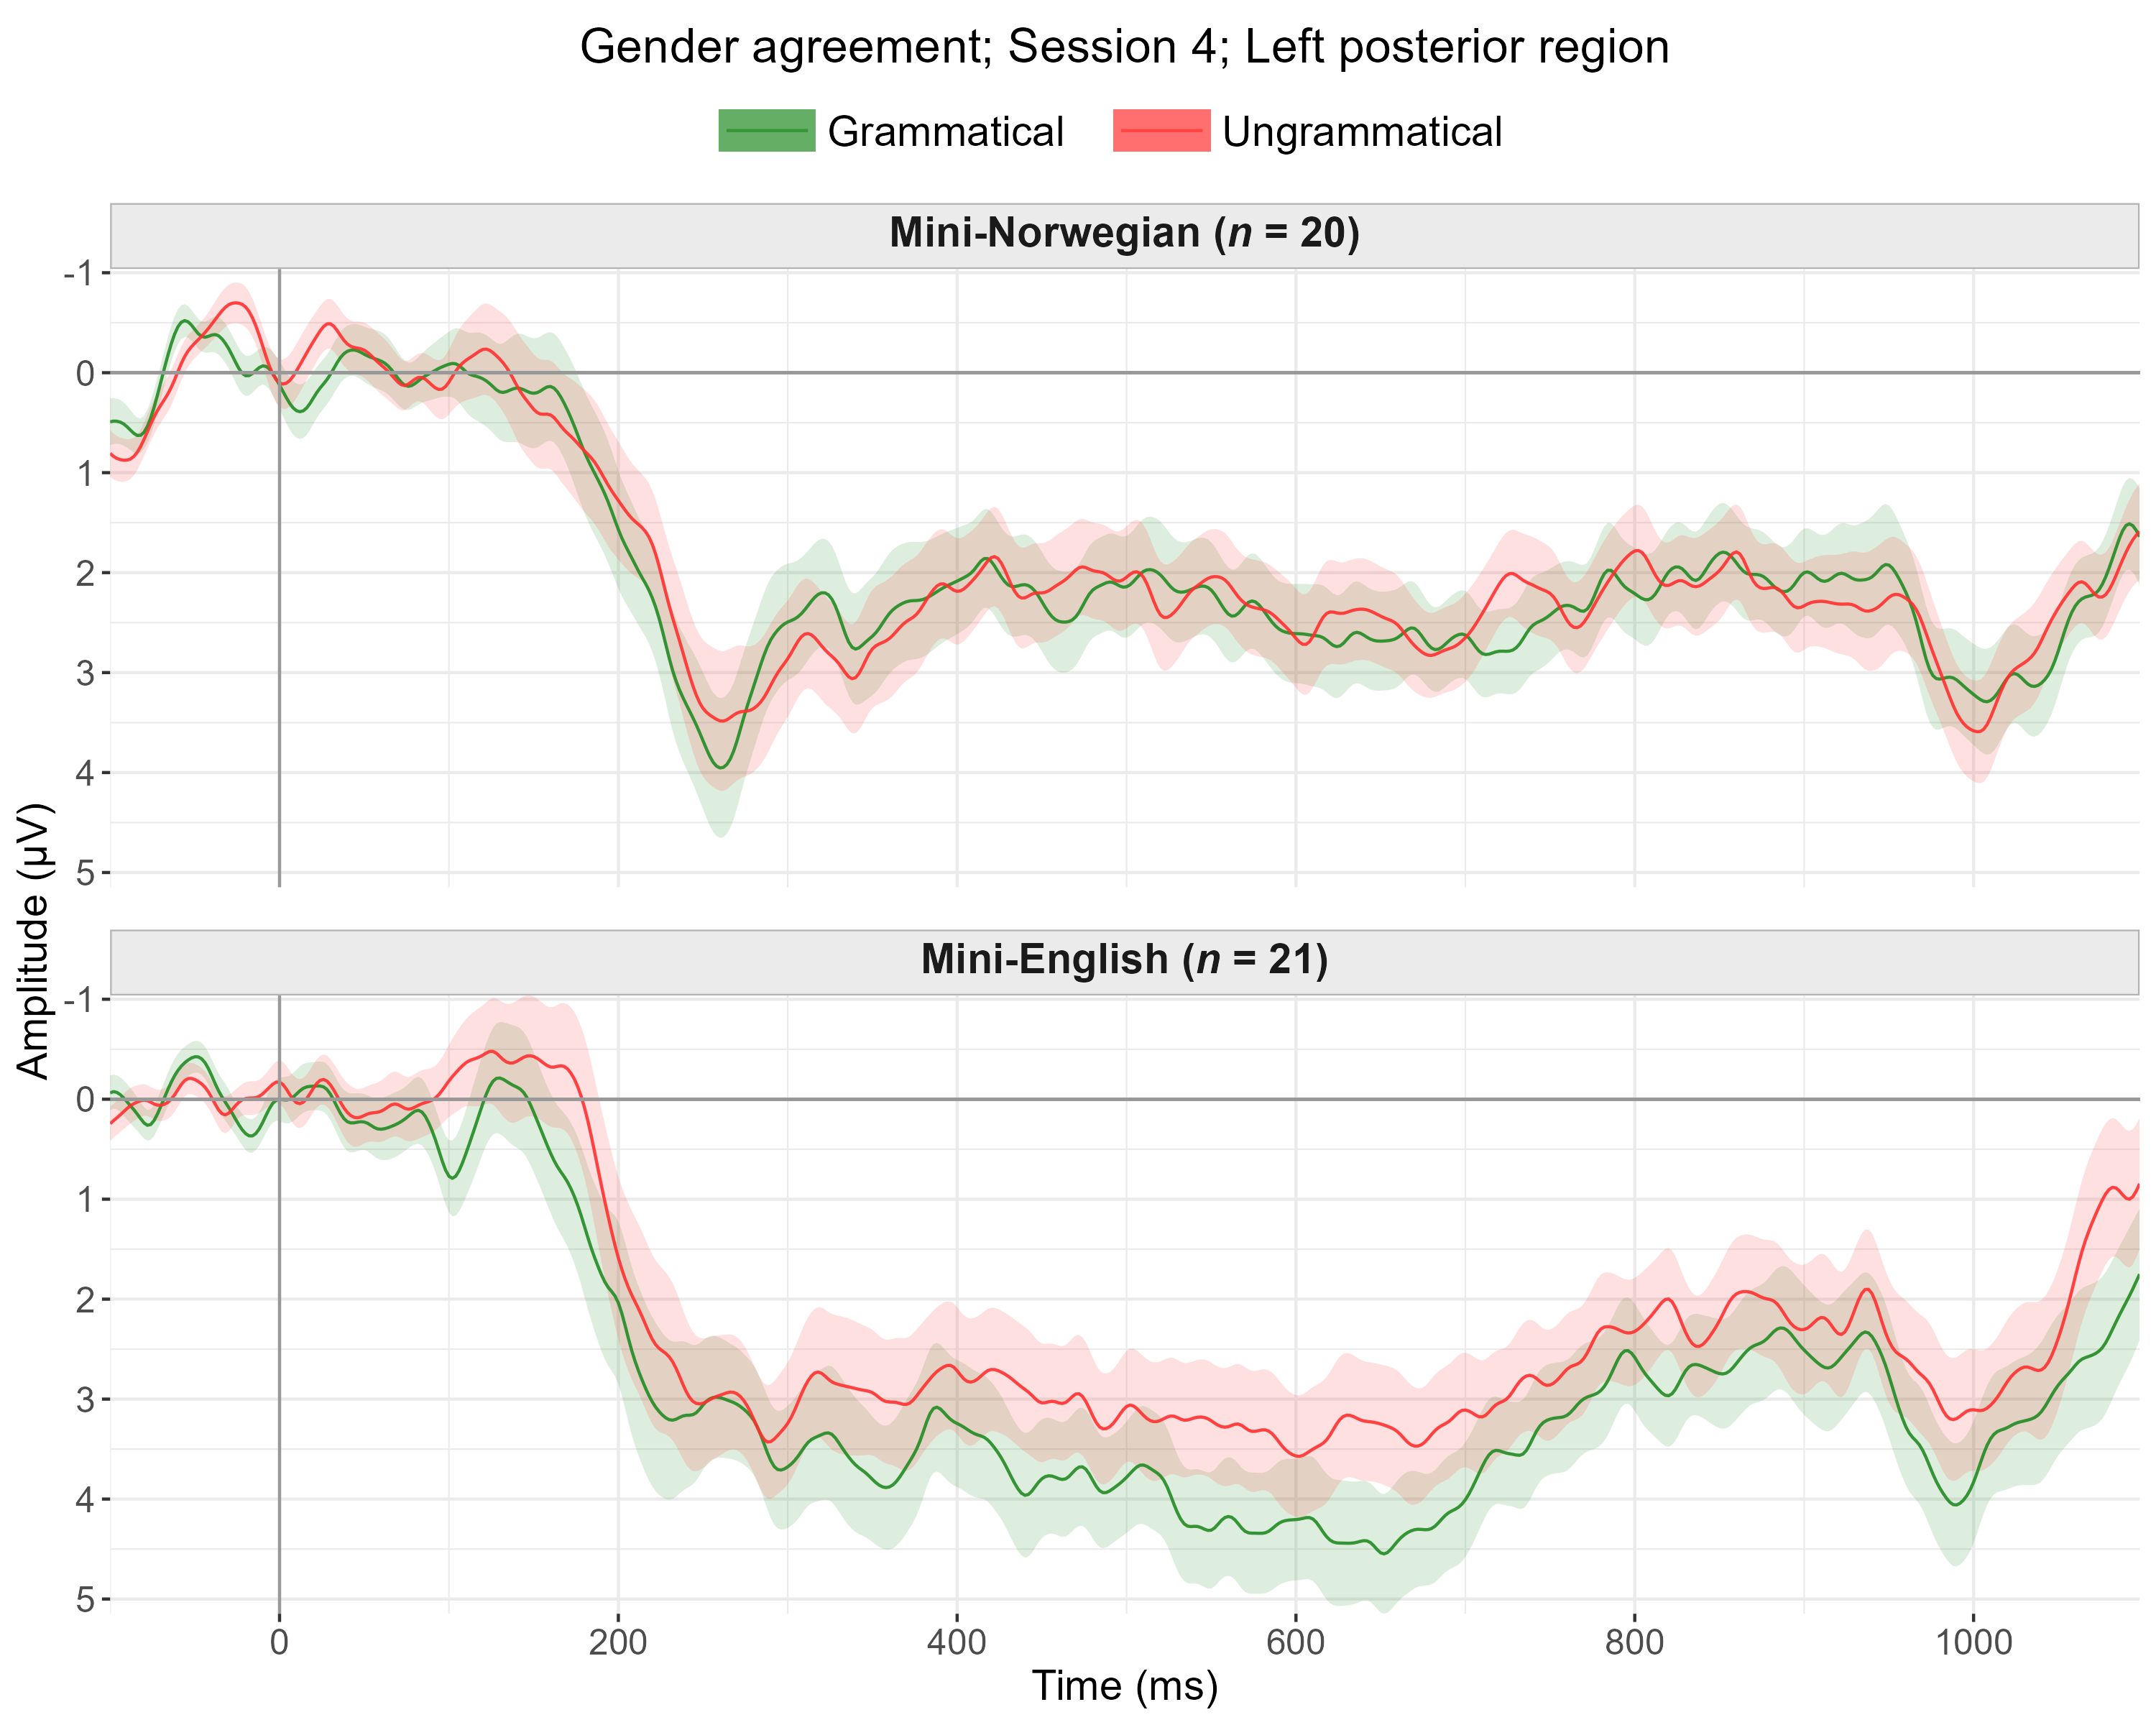 Gender agreement; Session 4; Left posterior region
Grammatical Ungrammatical
Mini-Norwegian (n = 20)
-1
0
1
2
3
4
5
Amplitude (µV)
Mini-English (n = 21)
-1
0
1
2
3
4
5
0 200 400 600 800 1000
Time (ms)